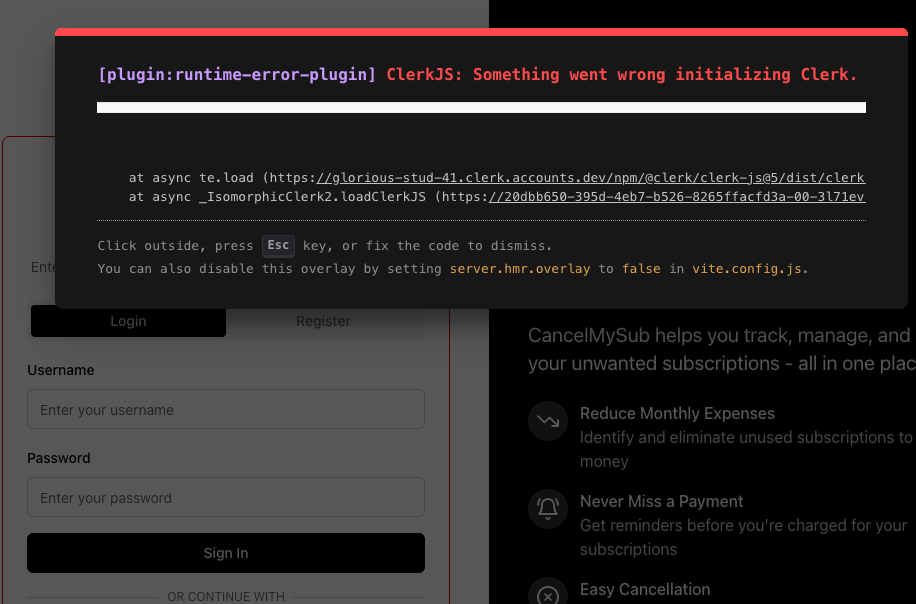 [plugin:runtime-error-plugin] ClerkJS: Something went wrong initializing Clerk.
at async te.load (https://glorious-stud-41.clerk.accounts.dev/npm/@clerk/clerk-js@5/dist/clerk
at async _IsomorphicClerk2.loadClerkJS (https://20dbb650-395d-4eb7-b526-8265ffacfd3a-00-3l71ev
Click outside, press Esc key, or fix the code to dismiss.
You can also disable this overlay by setting server.hmr.overlay to false in vite.config.js.
Ente
Login Register
Username
Enter your username
Password
Enter your password
Sign In
OR CONTINUE WITH
CancelMySub helps you track, manage, and
your unwanted subscriptions - all in one plac
Reduce Monthly Expenses
Identify and eliminate unused subscriptions to
money
Never Miss a Payment
Get reminders before you're charged for your
subscriptions
Easy Cancellation